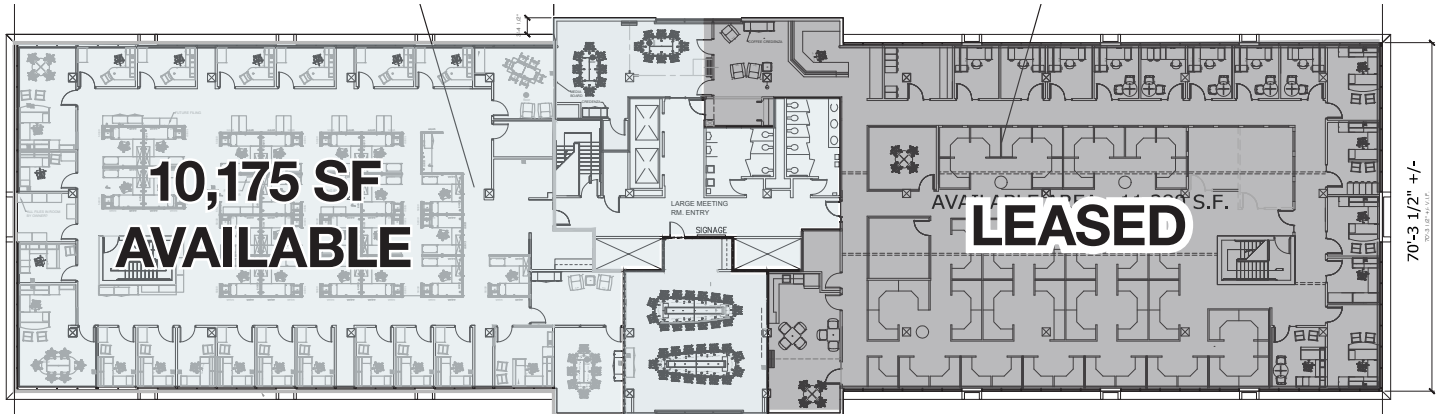 10,175 SF
AVAILABLE
LARGE MEETING
RM. ENTRY
SIGNAGE
LEASED
S.F.
70'-3 1/2" +/-